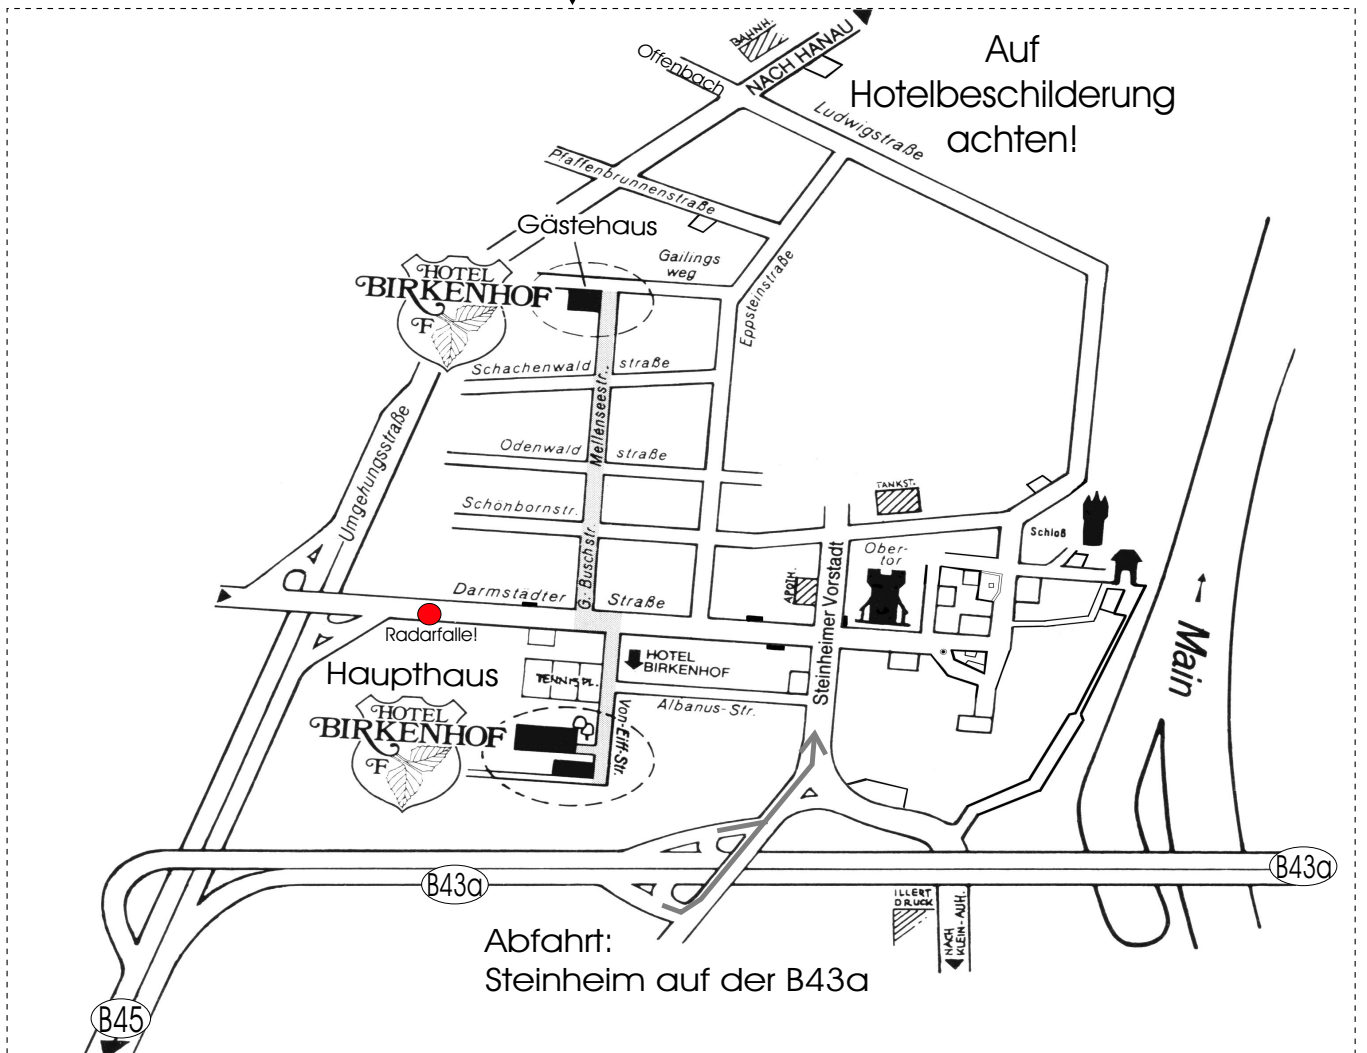 BAHNH.
NACH HANAU
Offenbach
Auf
Hotelbeschilderung
achten!
Ludwigstraße
Pfaffenbrunnenstraße
Gästehaus
Gailings
weg
HOTEL
BIRKENHOF
F
Eppsteinstraße
Schachenwald straße
Mellenseestr.
Umgehungsstraße
Odenwald straße
TANKST.
Schönbornstr.
G. Buschstr.
Schloß
Ober-
tor
APOTH.
Steinheimer Vorstadt
Darmstädter Straße
Radarfalle!
Main
Haupthaus
HOTEL
BIRKENHOF
TENNISPL.
HOTEL
BIRKENHOF
F
Von-Eiff-Str.
Albanus-Str.
B43a
B43a
ILLERT
DRUCK
NACH
KLEIN-AUH.
Abfahrt:
Steinheim auf der B43a
B45